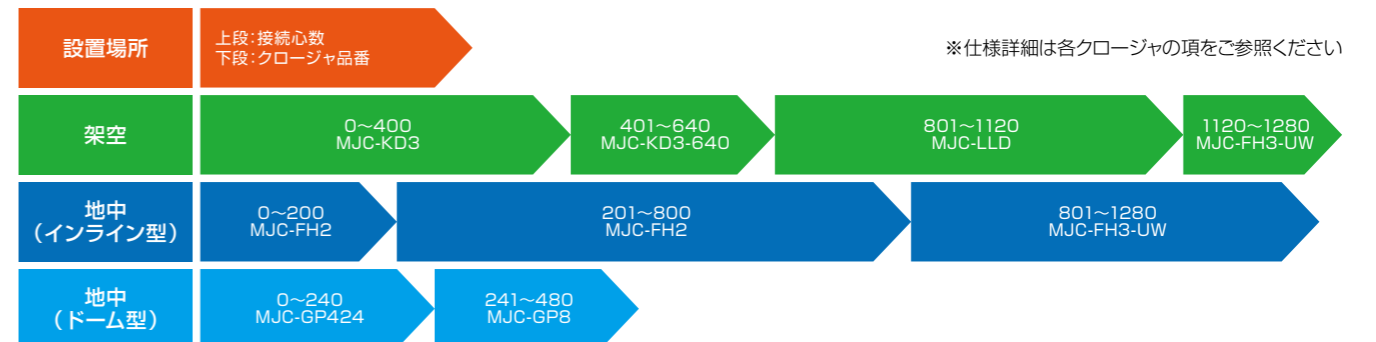 設置場所
上段：接続心数
下段：クロージャ品番
※仕様詳細は各クロージャの項をご参照ください
架空
0～400
MJC-KD3
401～640
MJC-KD3-640
801～1120
MJC-LLD
1120～1280
MJC-FH3-UW
地中
（インライン型）
0～200
MJC-FH2
201～800
MJC-FH2
801～1280
MJC-FH3-UW
地中
（ドーム型）
0～240
MJC-GP424
241～480
MJC-GP8